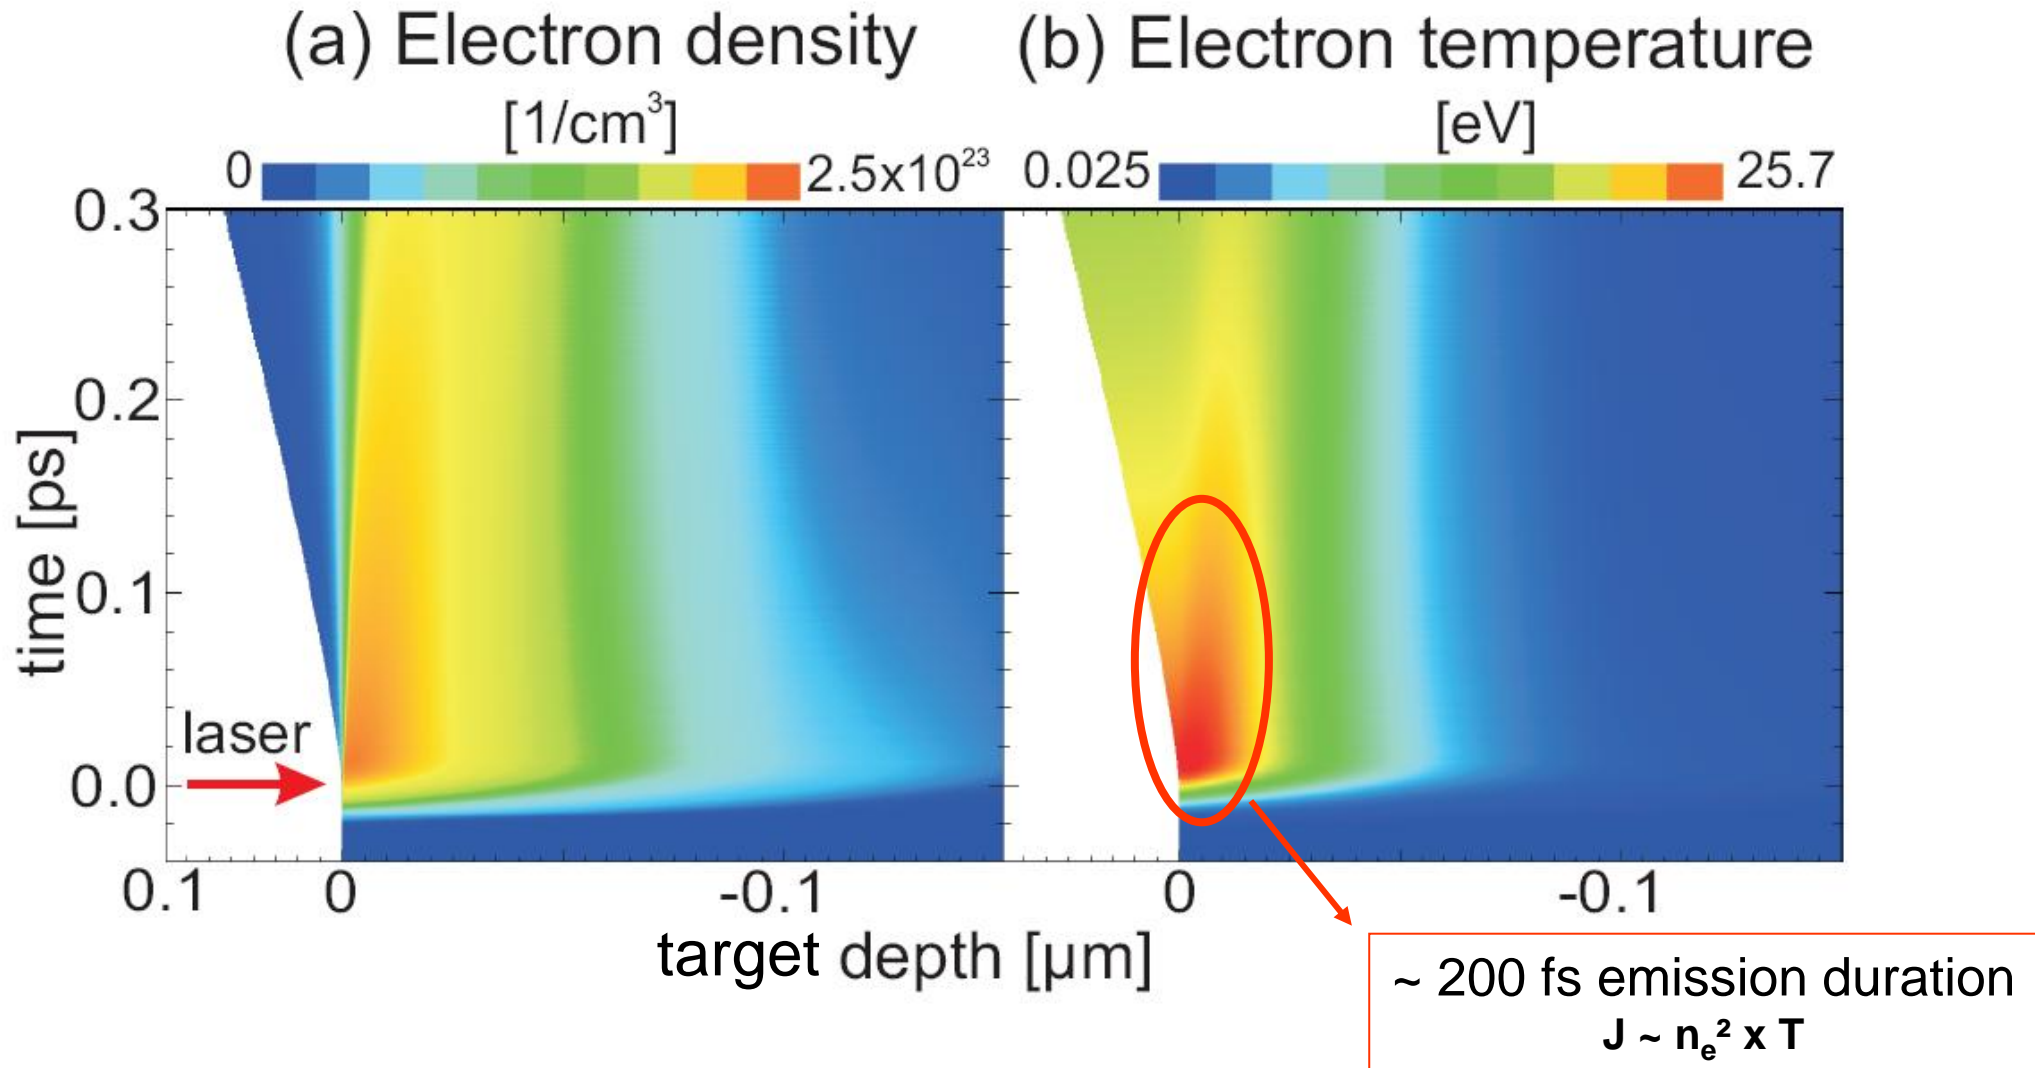 (a) Electron density
[1/cm³]
0 2.5x10²³
(b) Electron temperature
[eV]
0.025 25.7
time [ps]
0.3
0.2
0.1
0.0
laser
0.1 0 -0.1
0 -0.1
target depth [µm]
~ 200 fs emission duration
J ~ nₑ² x T